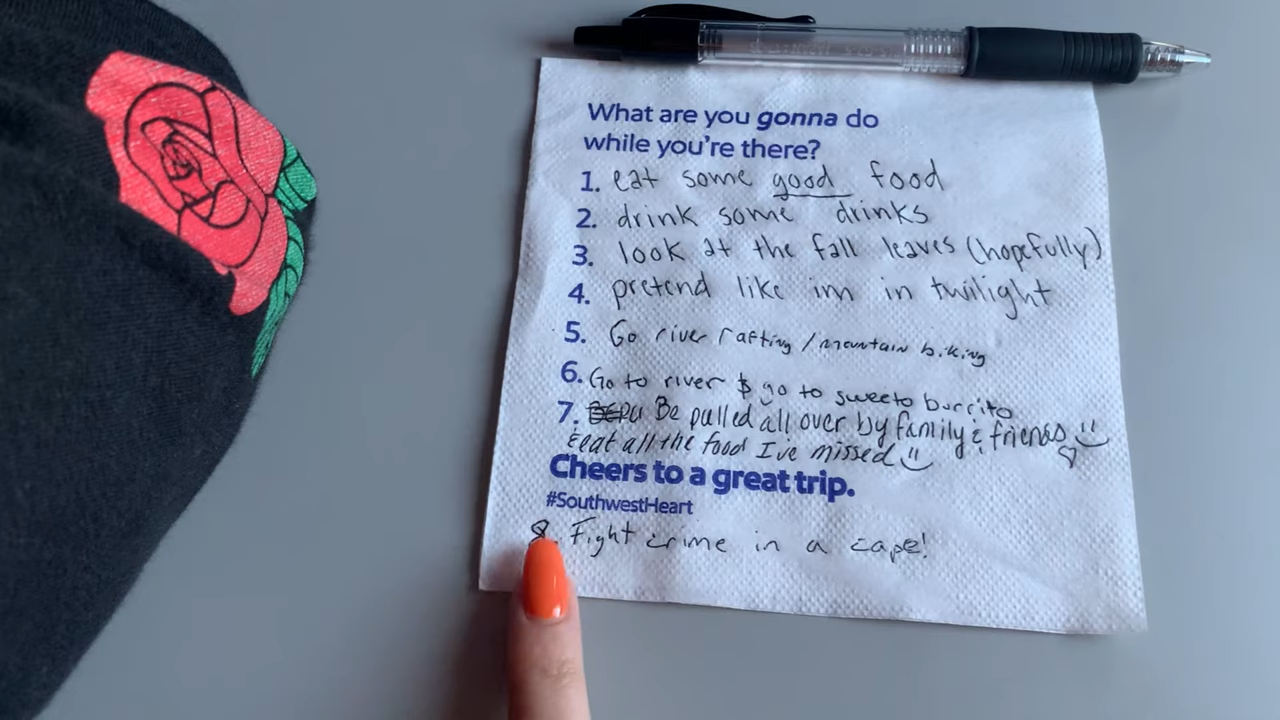 What are you gonna do
while you're there?
1. eat some good food
2. drink some drinks
3. look at the fall leaves (hopefully)
4. pretend like im in twilight
5. Go river rafting / mountain biking
6. Go to river & go to sweeto burrito
7. Be pulled all over by family & friends
& eat all the food I've missed
Cheers to a great trip.
#SouthwestHeart
8. Fight crime in a cape!